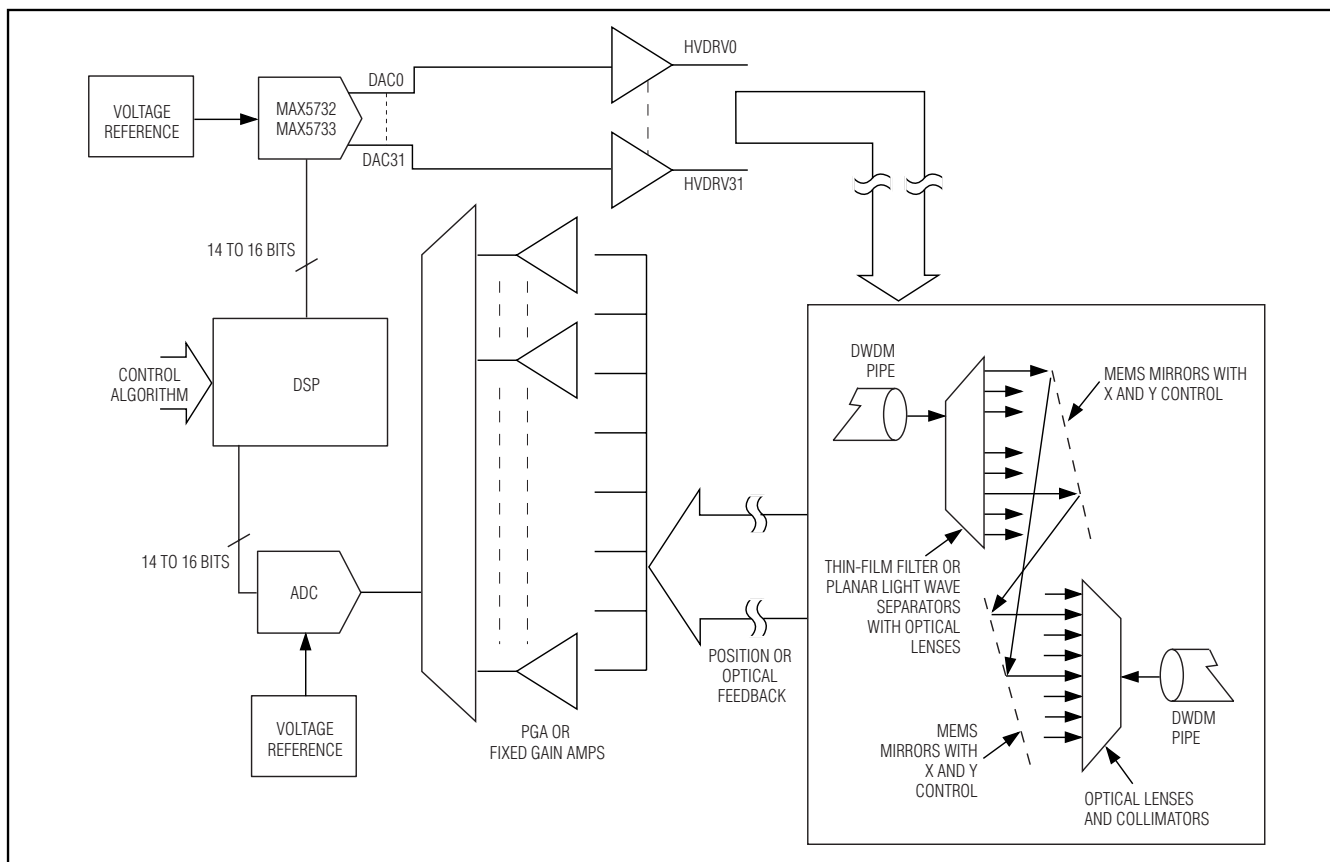 HVDRV0
DAC0
MAX5732
MAX5733
VOLTAGE
REFERENCE
DAC31
HVDRV31
14 TO 16 BITS
CONTROL
ALGORITHM
DSP
14 TO 16 BITS
ADC
VOLTAGE
REFERENCE
PGA OR
FIXED GAIN AMPS
POSITION OR
OPTICAL
FEEDBACK
DWDM
PIPE
MEMS MIRRORS WITH
X AND Y CONTROL
THIN-FILM FILTER OR
PLANAR LIGHT WAVE
SEPARATORS
WITH OPTICAL
LENSES
DWDM
PIPE
MEMS
MIRRORS WITH
X AND Y
CONTROL
OPTICAL LENSES
AND COLLIMATORS